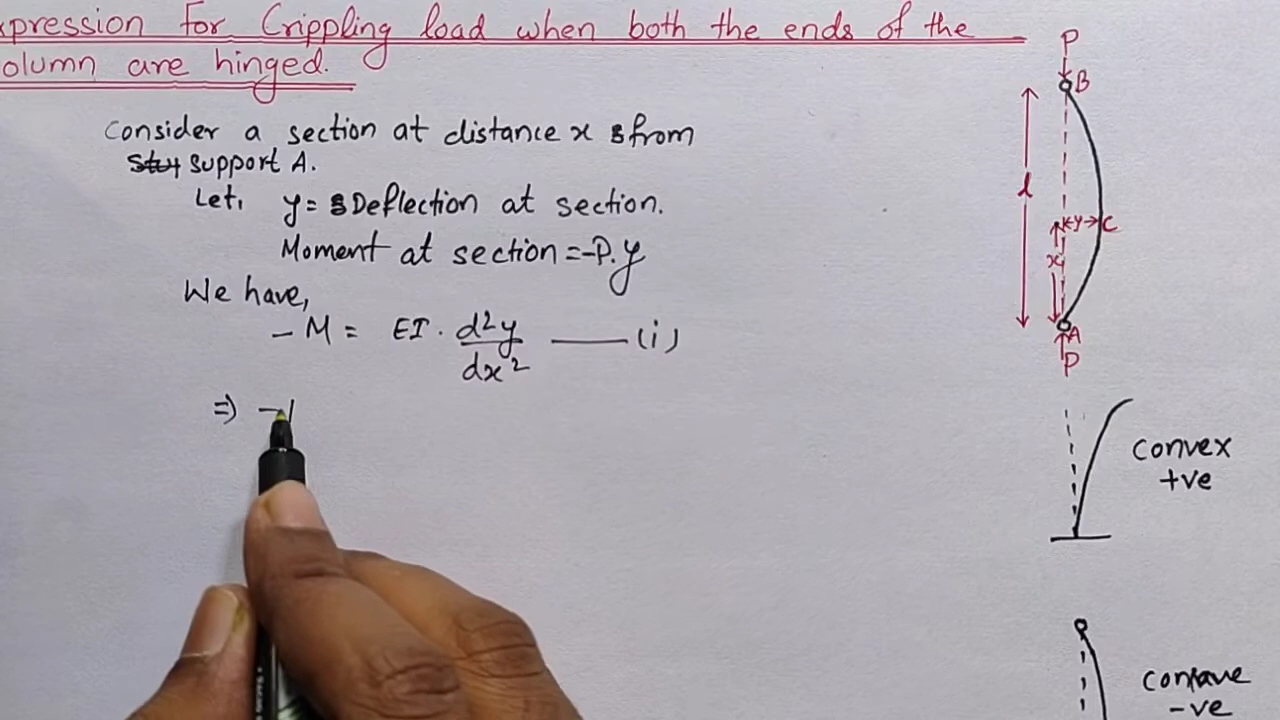 xpression for Crippling load when both the ends of the
olumn are hinged.
Consider a section at distance x from
support A.
Let, y = Deflection at section.
Moment at section = -P.y
We have,
- M = EI . d²y/dx² —— (i)
⇒ -
P
B
l
y
C
x
A
P
convex
+ve
concave
-ve